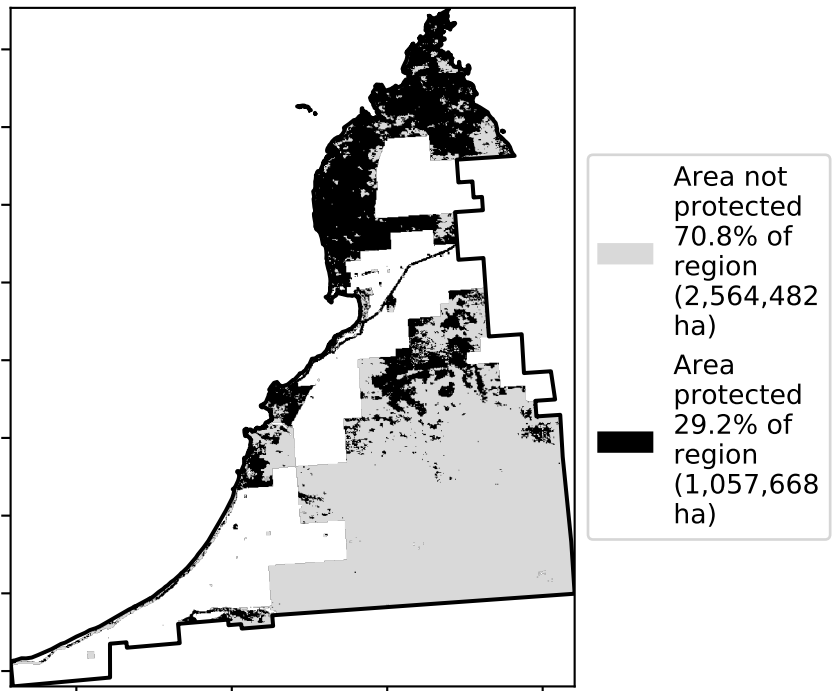 Area not
protected
70.8% of
region
(2,564,482
ha)
Area
protected
29.2% of
region
(1,057,668
ha)